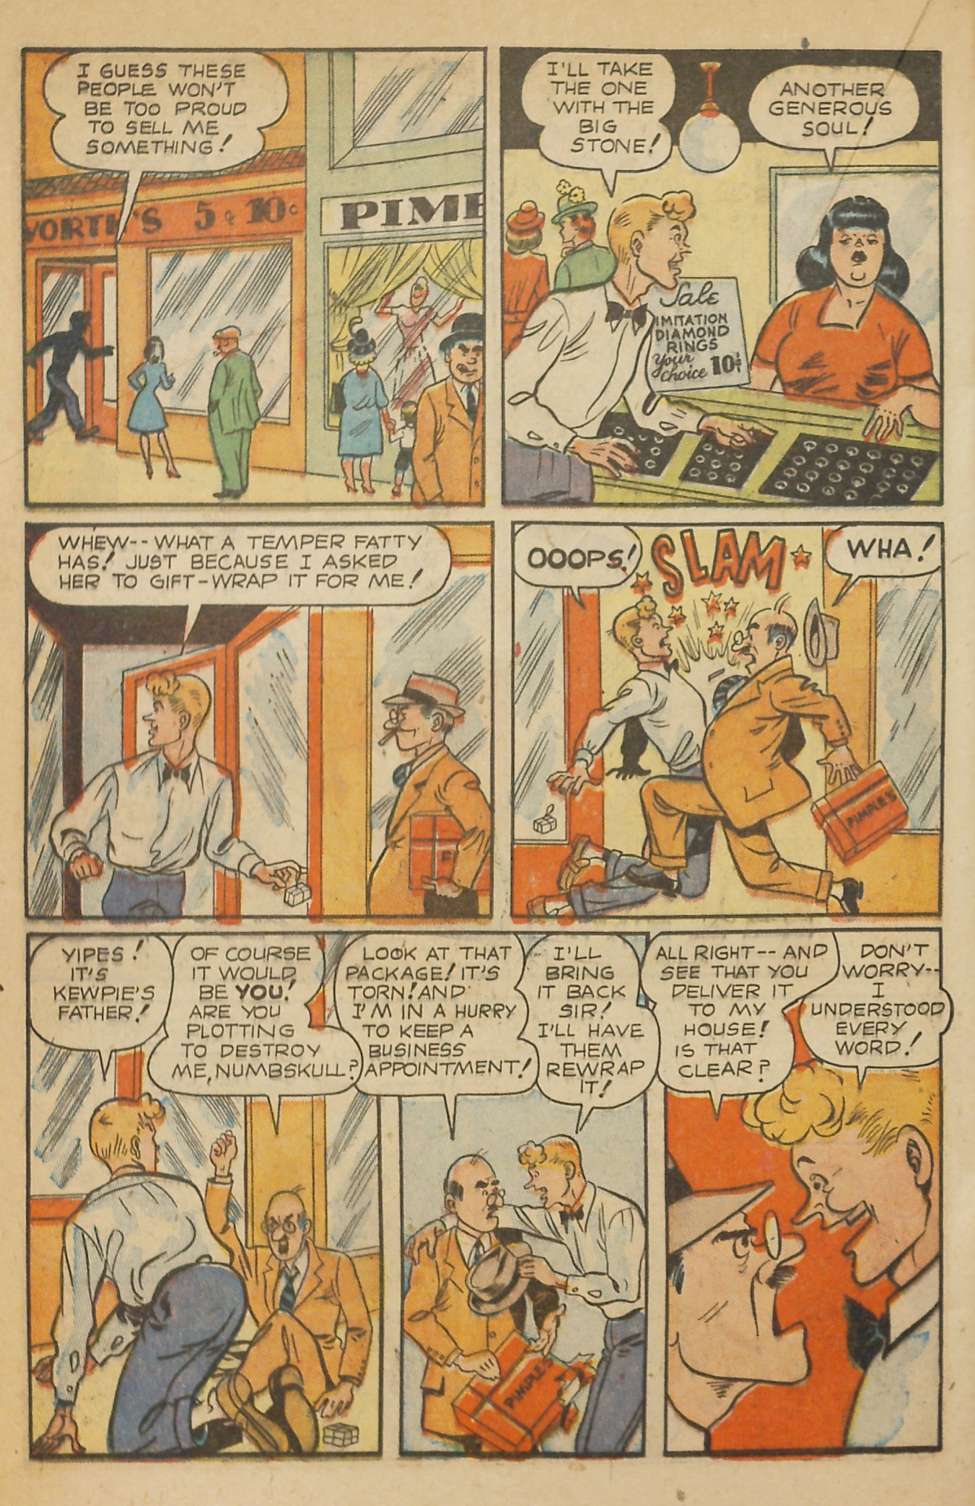 I GUESS THESE
PEOPLE WON'T
BE TOO PROUD
TO SELL ME
SOMETHING!
WORTH'S 5¢ 10¢
PIMP
I'LL TAKE
THE ONE
WITH THE
BIG
STONE!
ANOTHER
GENEROUS
SOUL!
Sale
IMITATION
DIAMOND
RINGS
Your
choice 10¢
WHEW-- WHAT A TEMPER FATTY
HAS! JUST BECAUSE I ASKED
HER TO GIFT-WRAP IT FOR ME!
P
OOOPS!
SLAM
WHA!
PIMPLE'S
YIPES!
IT'S
KEWPIE'S
FATHER!
OF COURSE
IT WOULD
BE YOU!
ARE YOU
PLOTTING
TO DESTROY
ME, NUMBSKULL?
LOOK AT THAT
PACKAGE! IT'S
TORN! AND
I'M IN A HURRY
TO KEEP A
BUSINESS
APPOINTMENT!
I'LL
BRING
IT BACK
SIR!
I'LL HAVE
THEM
REWRAP
IT!
PIMPLE'S
ALL RIGHT-- AND
SEE THAT YOU
DELIVER IT
TO MY
HOUSE!
IS THAT
CLEAR?
DON'T
WORRY--
I
UNDERSTOOD
EVERY
WORD!